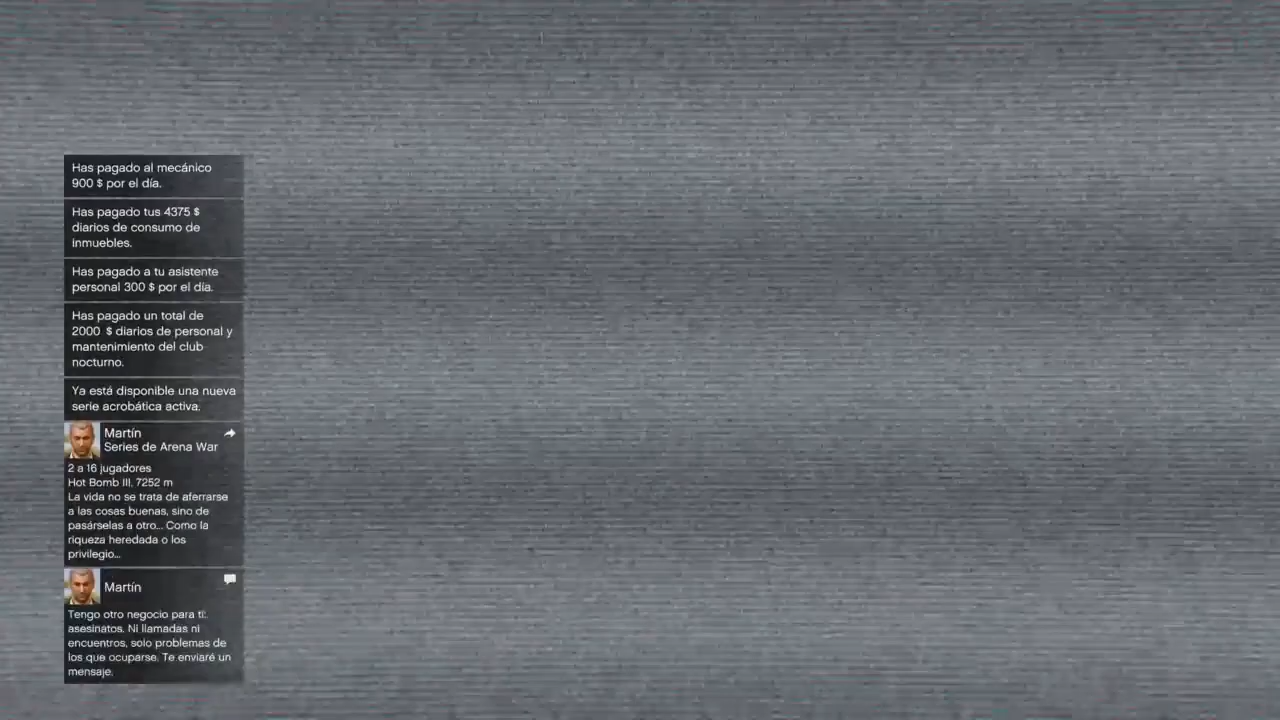 Has pagado al mecánico
900 $ por el día.
Has pagado tus 4375 $
diarios de consumo de
inmuebles.
Has pagado a tu asistente
personal 300 $ por el día.
Has pagado un total de
2000 $ diarios de personal y
mantenimiento del club
nocturno.
Ya está disponible una nueva
serie acrobática activa.
Martín
Series de Arena War
2 a 16 jugadores
Hot Bomb III, 7252 m
La vida no se trata de aferrarse
a las cosas buenas, sino de
pasárselas a otro... Como la
riqueza heredada o los
privilegio...
Martín
Tengo otro negocio para ti:
asesinatos. Ni llamadas ni
encuentros, solo problemas de
los que ocuparse. Te enviaré un
mensaje.